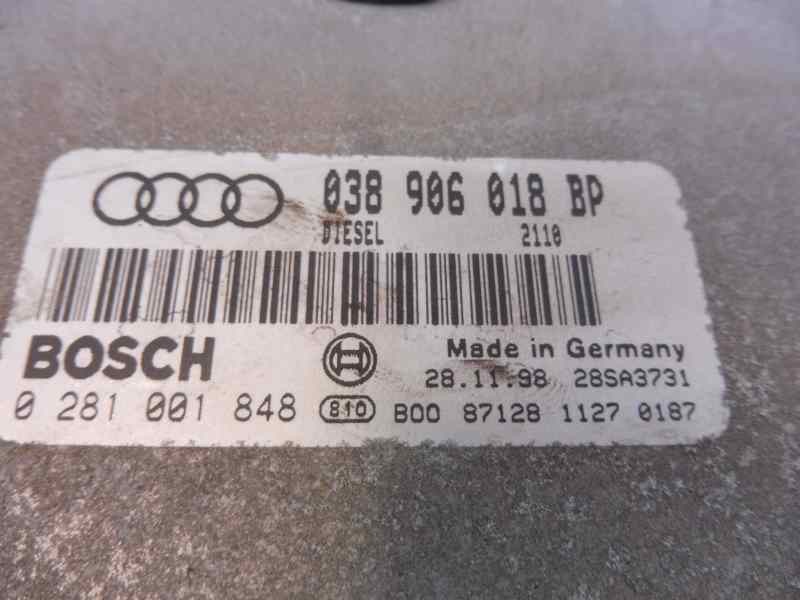 038 906 018 BP
DIESEL 2110
BOSCH Made in Germany
28.11.98 28SA3731
0 281 001 848 810 B00 87128 1127 0187